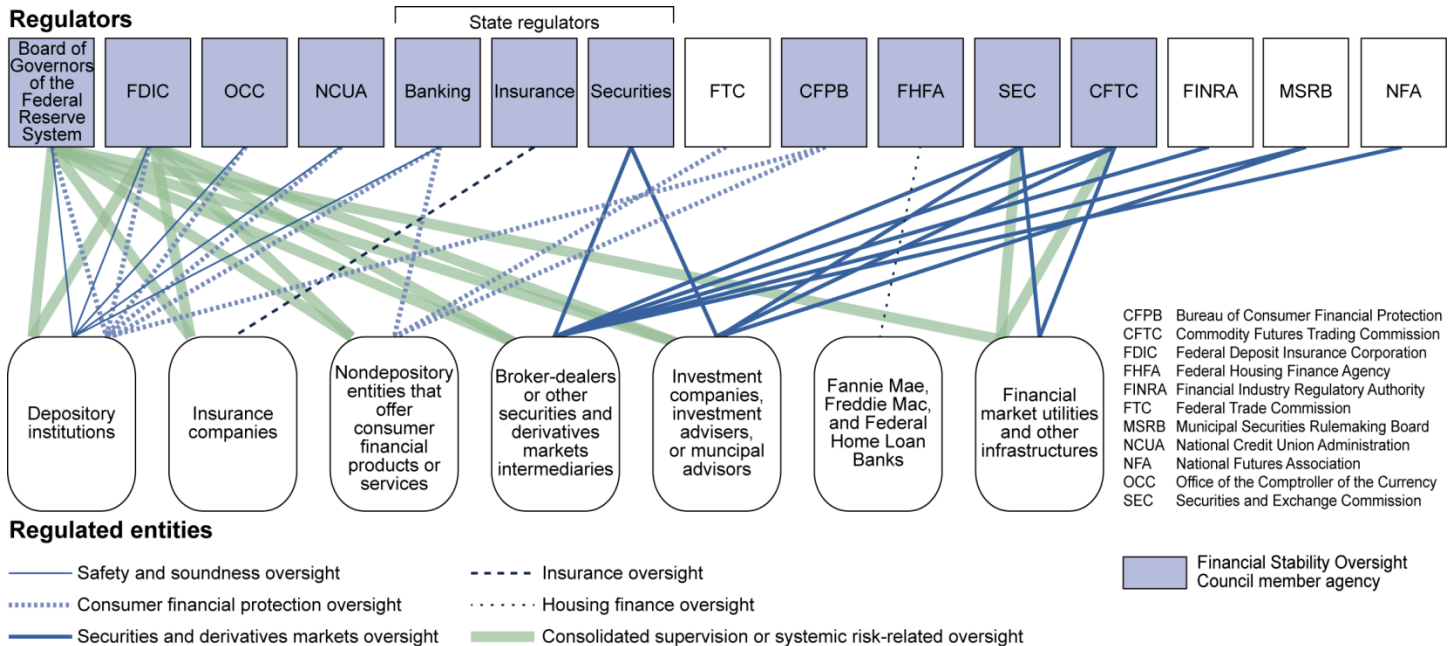 Regulators
State regulators
Board of
Governors
of the
Federal
Reserve
System
FDIC
OCC
NCUA
Banking
Insurance
Securities
FTC
CFPB
FHFA
SEC
CFTC
FINRA
MSRB
NFA
Depository
institutions
Insurance
companies
Nondepository
entities that
offer
consumer
financial
products or
services
Broker-dealers
or other
securities and
derivatives
markets
intermediaries
Investment
companies,
investment
advisers,
or muncipal
advisors
Fannie Mae,
Freddie Mac,
and Federal
Home Loan
Banks
Financial
market utilities
and other
infrastructures
CFPB Bureau of Consumer Financial Protection
CFTC Commodity Futures Trading Commission
FDIC Federal Deposit Insurance Corporation
FHFA Federal Housing Finance Agency
FINRA Financial Industry Regulatory Authority
FTC Federal Trade Commission
MSRB Municipal Securities Rulemaking Board
NCUA National Credit Union Administration
NFA National Futures Association
OCC Office of the Comptroller of the Currency
SEC Securities and Exchange Commission
Regulated entities
Safety and soundness oversight
Consumer financial protection oversight
Securities and derivatives markets oversight
Insurance oversight
Housing finance oversight
Consolidated supervision or systemic risk-related oversight
Financial Stability Oversight
Council member agency